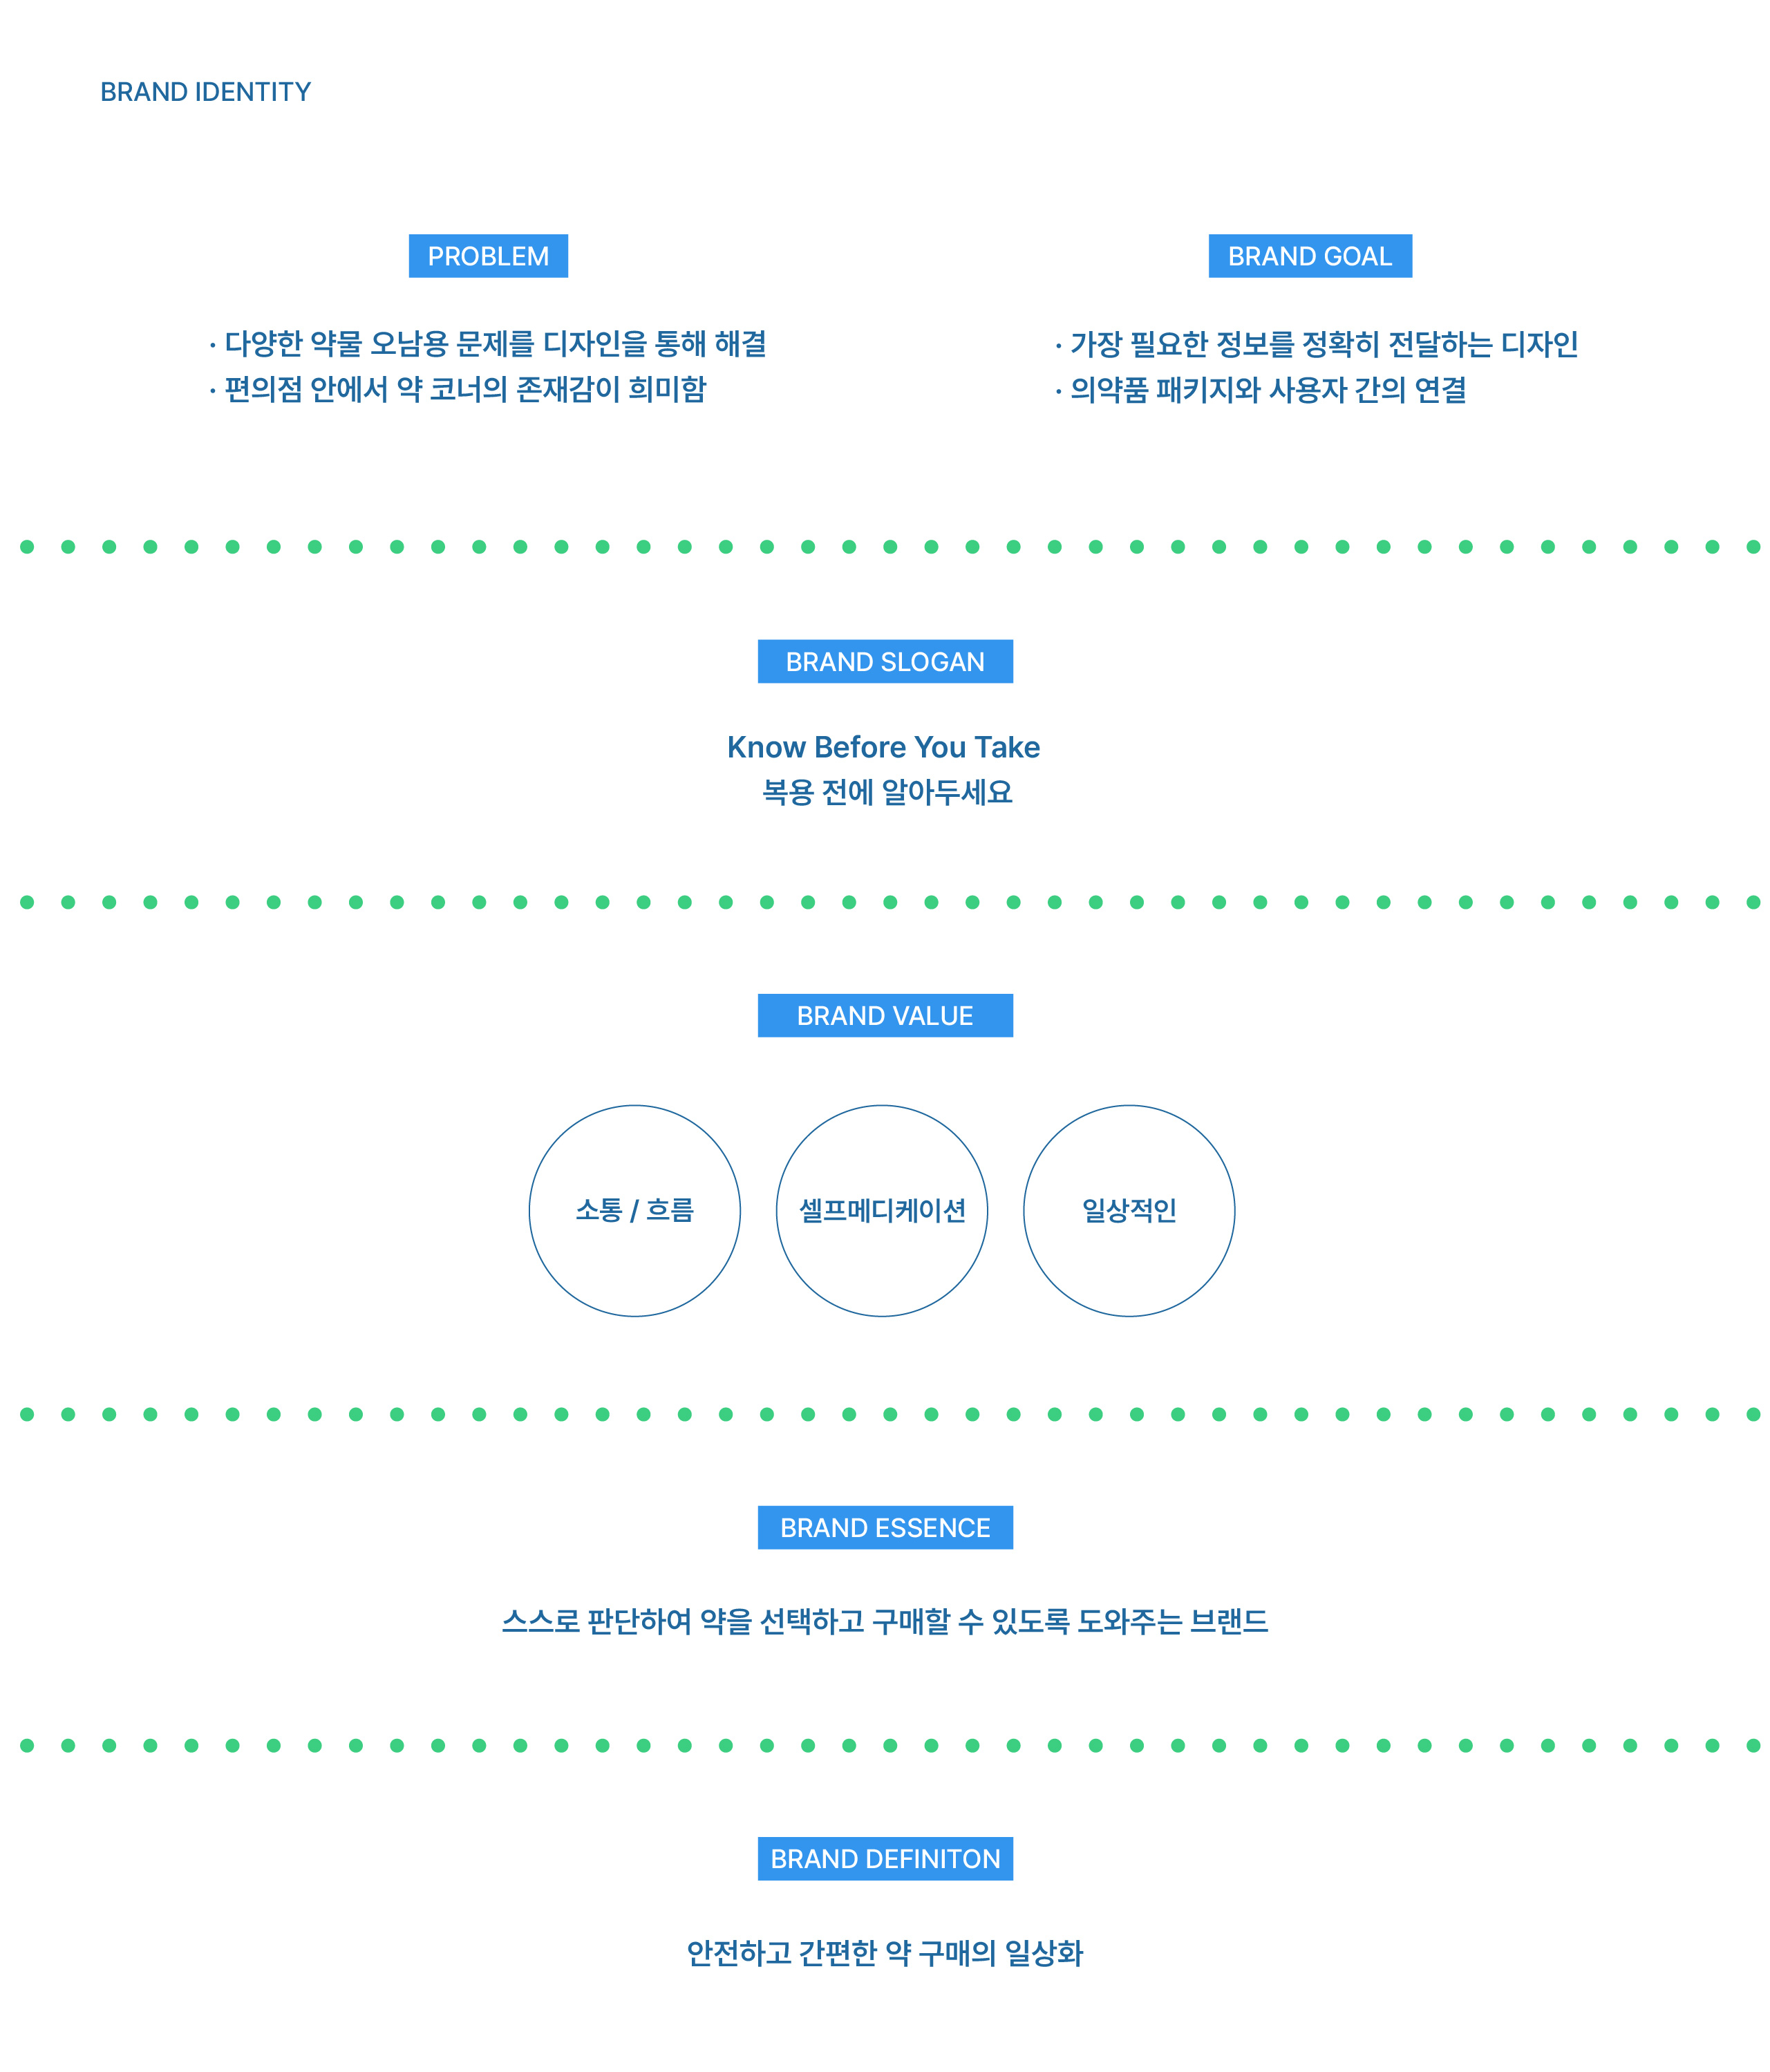 BRAND IDENTITY
PROBLEM
· 다양한 약물 오남용 문제를 디자인을 통해 해결
· 편의점 안에서 약 코너의 존재감이 희미함
BRAND GOAL
· 가장 필요한 정보를 정확히 전달하는 디자인
· 의약품 패키지와 사용자 간의 연결
BRAND SLOGAN
Know Before You Take
복용 전에 알아두세요
BRAND VALUE
소통 / 흐름
셀프메디케이션
일상적인
BRAND ESSENCE
스스로 판단하여 약을 선택하고 구매할 수 있도록 도와주는 브랜드
BRAND DEFINITON
안전하고 간편한 약 구매의 일상화